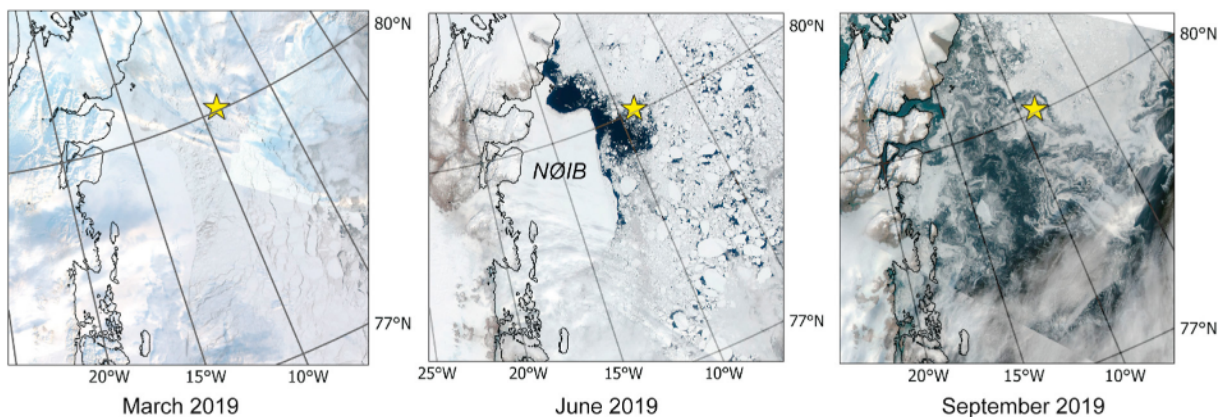 80°N
80°N
80°N
NØIB
77°N
77°N
77°N
20°W 15°W 10°W
25°W 20°W 15°W 10°W
20°W 15°W 10°W
March 2019
June 2019
September 2019